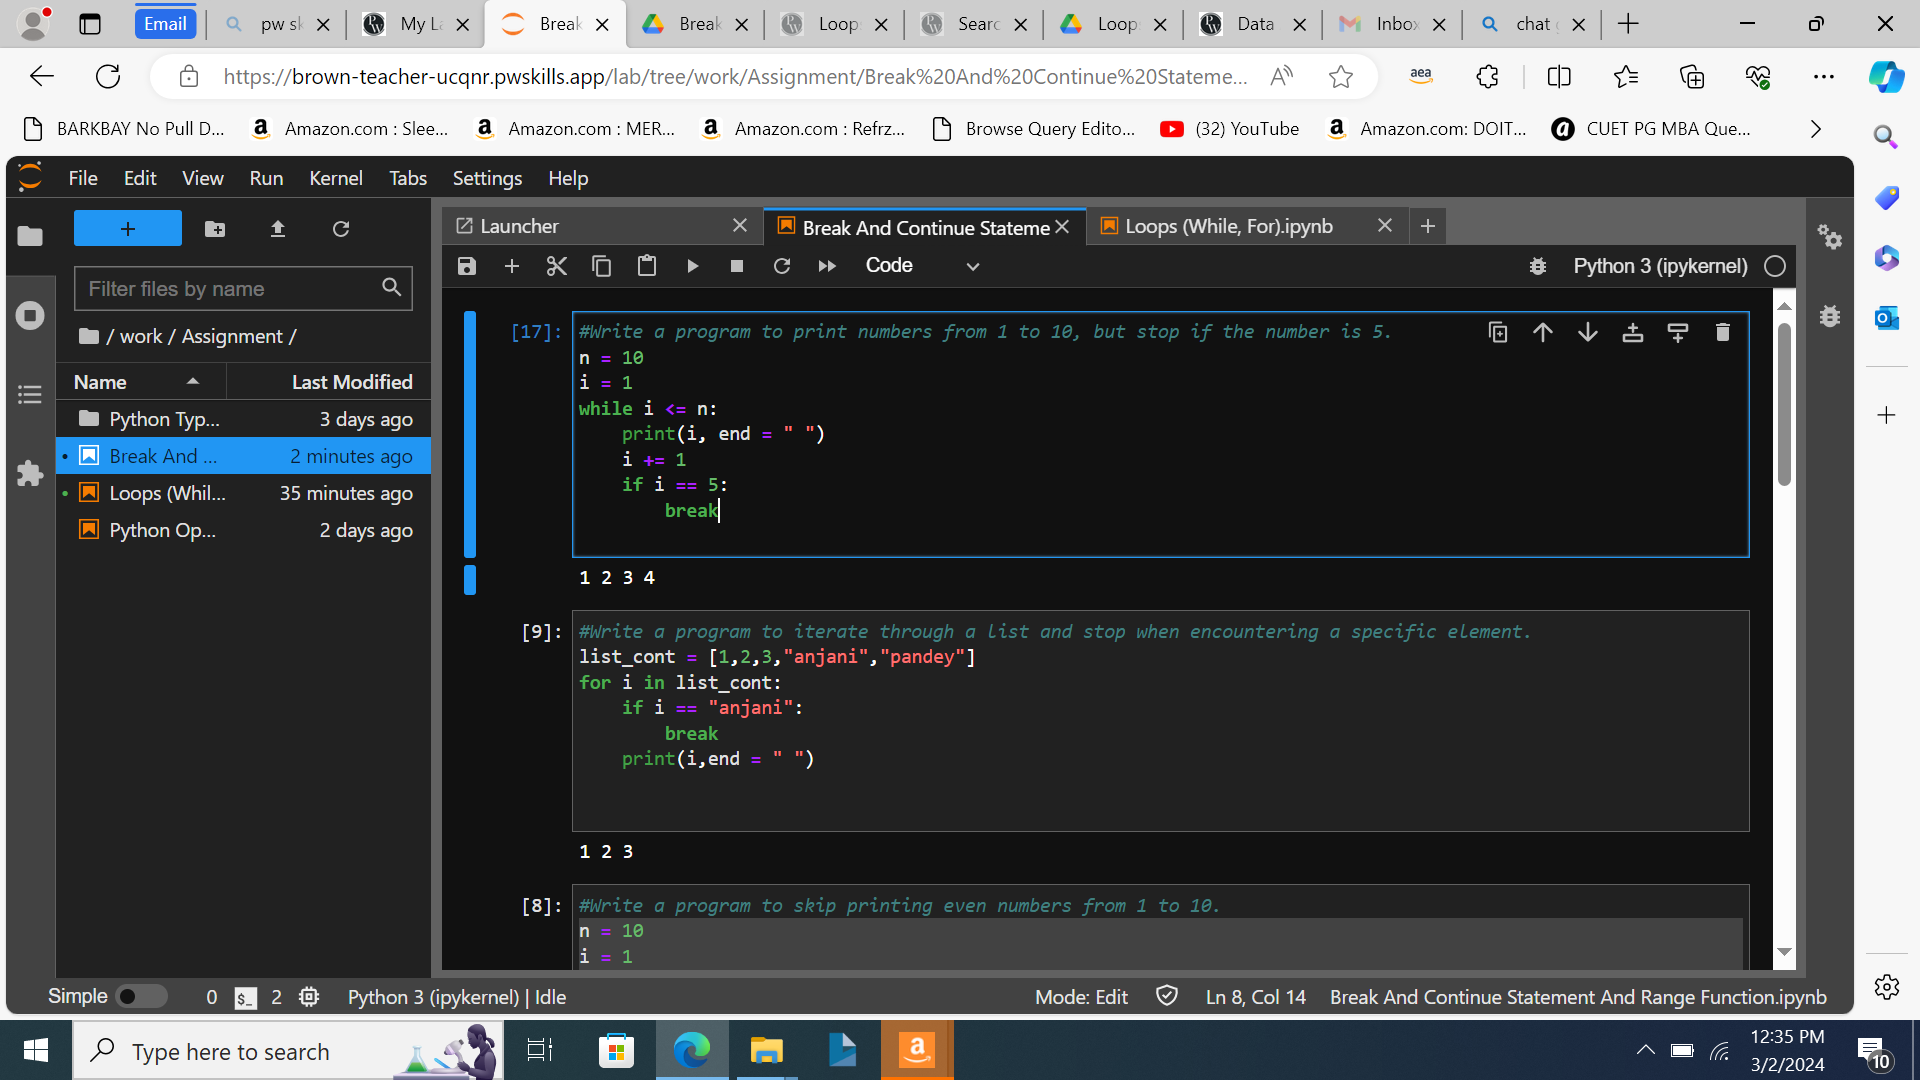 Email
pw sk
My La
Break
Break
Loop
Searc
Loop
Data
Inbox
chat
https://brown-teacher-ucqnr.pwskills.app/lab/tree/work/Assignment/Break%20And%20Continue%20Stateme...
aea
BARKBAY No Pull D...
Amazon.com : Slee...
Amazon.com : MER...
Amazon.com : Refrz...
Browse Query Edito...
(32) YouTube
Amazon.com: DOIT...
CUET PG MBA Que...
File Edit View Run Kernel Tabs Settings Help
Launcher
Break And Continue Stateme
Loops (While, For).ipynb
Code
Python 3 (ipykernel)
Filter files by name
/ work / Assignment /
Name Last Modified
Python Typ... 3 days ago
Break And ... 2 minutes ago
Loops (Whil... 35 minutes ago
Python Op... 2 days ago
[17]: #Write a program to print numbers from 1 to 10, but stop if the number is 5.
n = 10
i = 1
while i <= n:
print(i, end = " ")
i += 1
if i == 5:
break
1 2 3 4
[9]: #Write a program to iterate through a list and stop when encountering a specific element.
list_cont = [1,2,3,"anjani","pandey"]
for i in list_cont:
if i == "anjani":
break
print(i,end = " ")
1 2 3
[8]: #Write a program to skip printing even numbers from 1 to 10.
n = 10
i = 1
Simple 0 $_ 2 Python 3 (ipykernel) | Idle
Mode: Edit Ln 8, Col 14 Break And Continue Statement And Range Function.ipynb
Type here to search
12:35 PM
3/2/2024
10